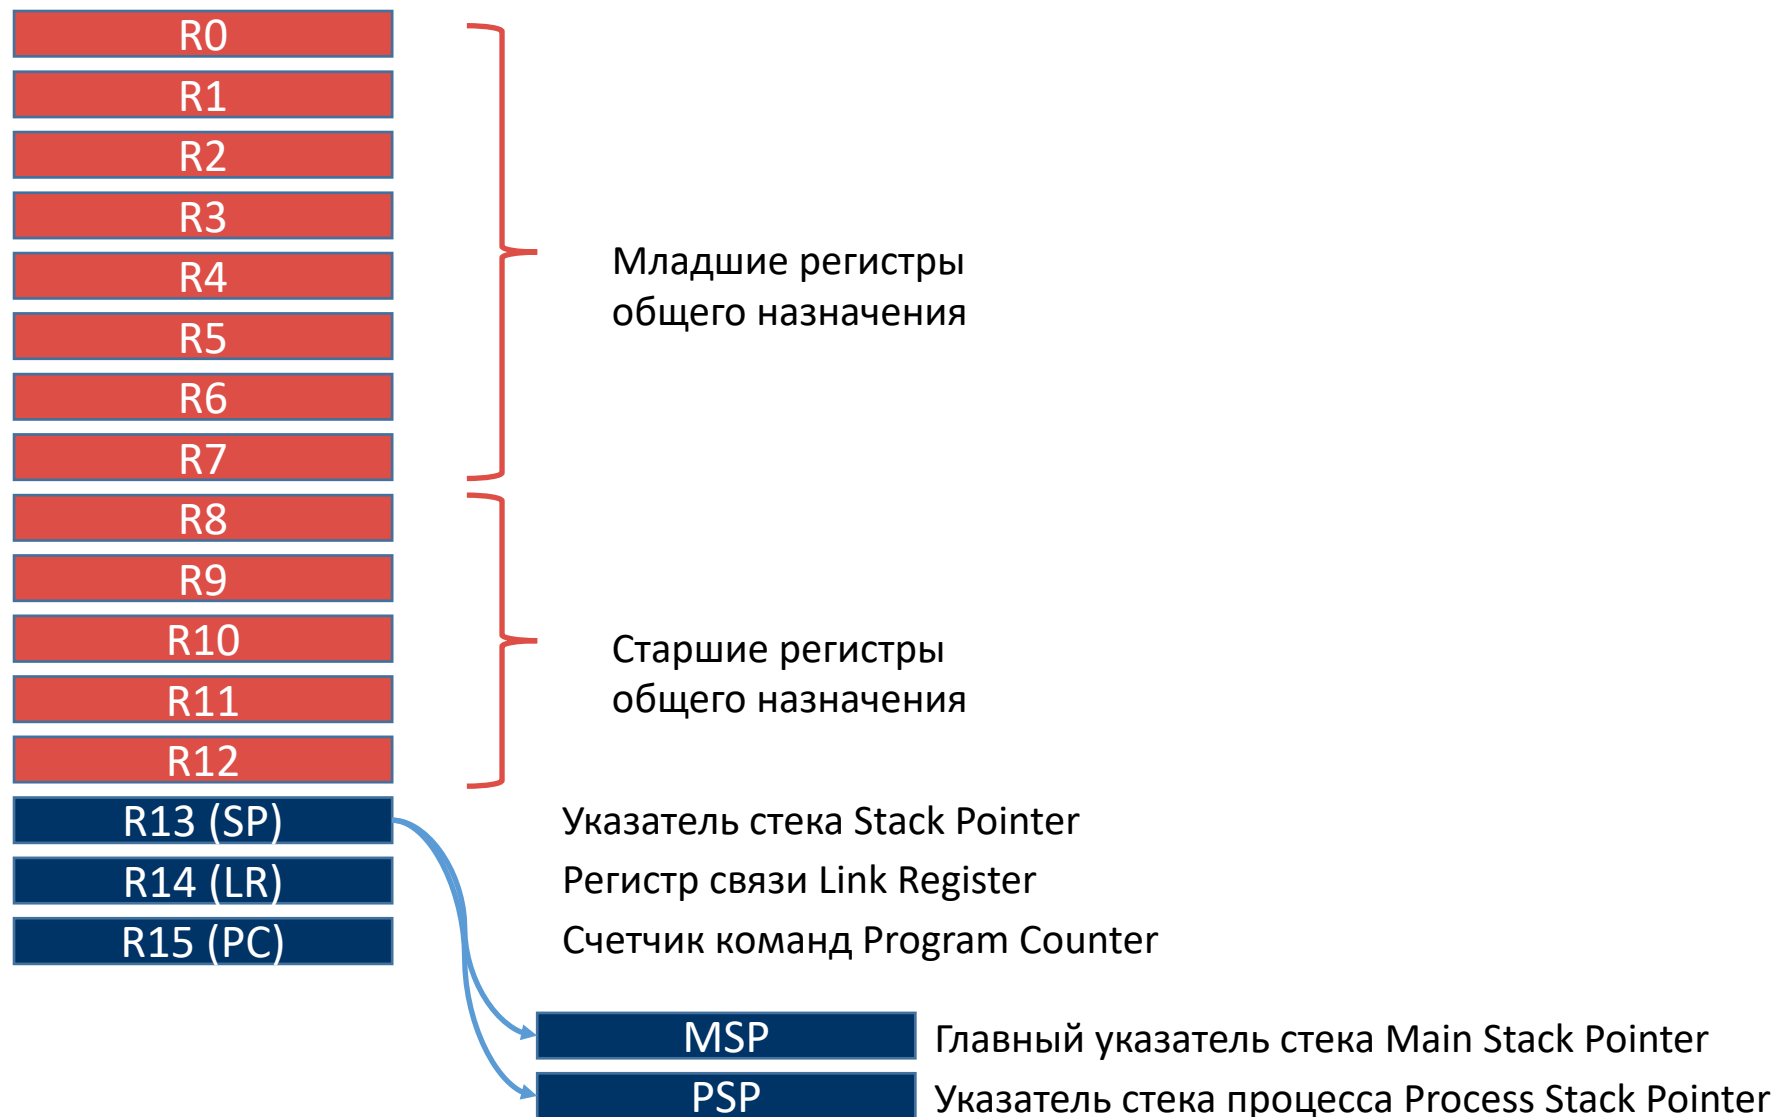 R0
R1
R2
R3
R4
R5
R6
R7
Младшие регистры
общего назначения
R8
R9
R10
R11
R12
Старшие регистры
общего назначения
R13 (SP) Указатель стека Stack Pointer
R14 (LR) Регистр связи Link Register
R15 (PC) Счетчик команд Program Counter
MSP Главный указатель стека Main Stack Pointer
PSP Указатель стека процесса Process Stack Pointer